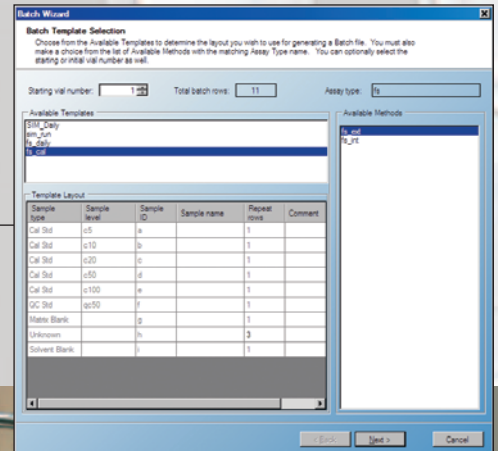 Batch Wizard
Batch Template Selection
Choose from the Available Templates to determine the layout you wish to use for generating a Batch file. You must also
make a choice from the list of Available Methods with the matching Assay Type name. You can optionally select the
starting or initial vial number as well.
Starting vial number: 1 Total batch rows: 11 Assay type: fs
Available Templates Available Methods
SIM_Daily fs_ext
sim_run fs_int
fs_daily
fs_cal
Template Layout
Sample type Sample level Sample ID Sample name Repeat rows Comment
Cal Std c5 a 1
Cal Std c10 b 1
Cal Std c20 c 1
Cal Std c50 d 1
Cal Std c100 e 1
QC Std qc50 f 1
Matrix Blank g 1
Unknown h 3
Solvent Blank i 1
< Back Next > Cancel